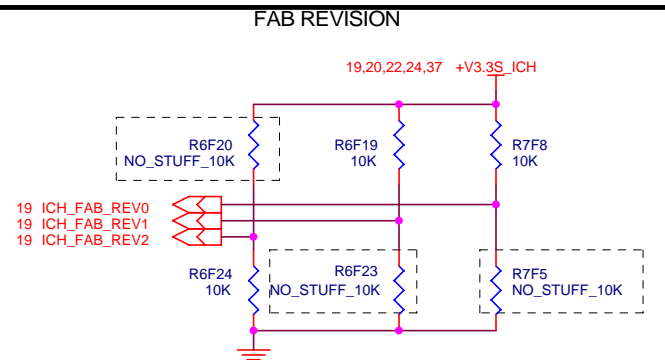 FAB REVISION
19,20,22,24,37 +V3.3S_ICH
R6F20
NO_STUFF_10K
R6F19
10K
R7F8
10K
19 ICH_FAB_REV0
19 ICH_FAB_REV1
19 ICH_FAB_REV2
R6F24
10K
R6F23
NO_STUFF_10K
R7F5
NO_STUFF_10K